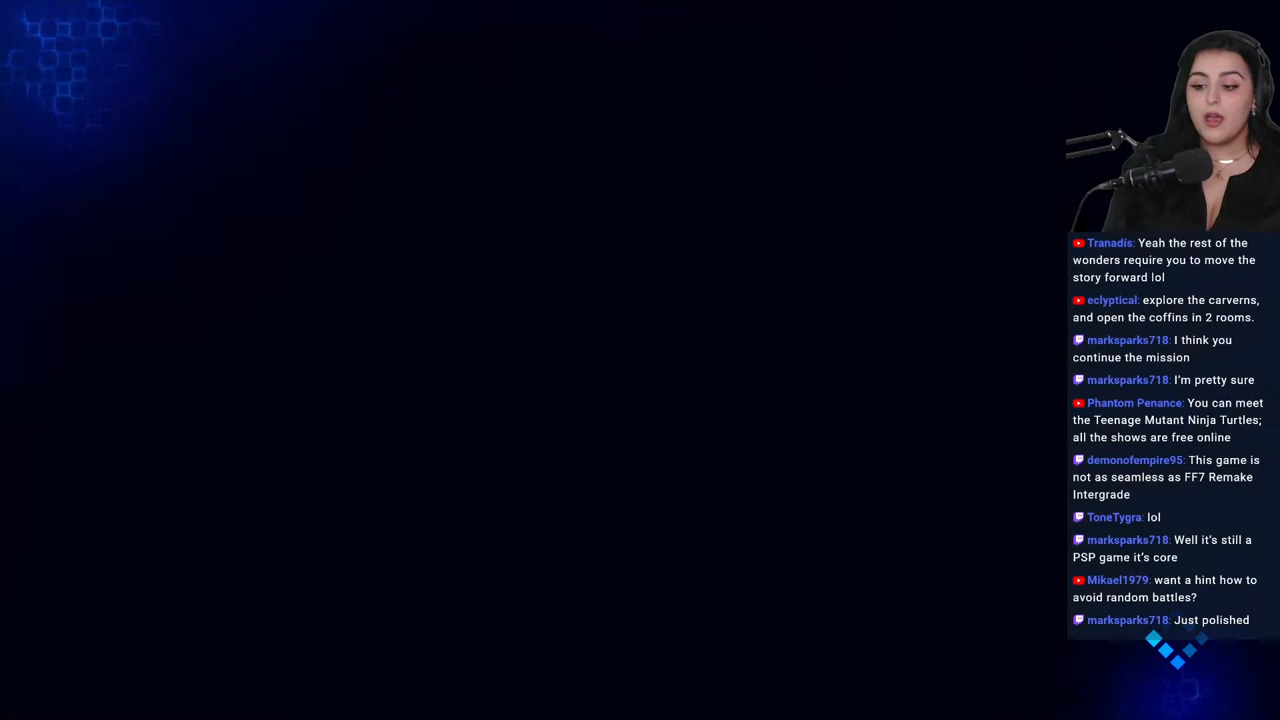 Tranadis: Yeah the rest of the
wonders require you to move the
story forward lol
eclyptical: explore the carverns,
and open the coffins in 2 rooms.
marksparks718: I think you
continue the mission
marksparks718: I'm pretty sure
Phantom Penance: You can meet
the Teenage Mutant Ninja Turtles;
all the shows are free online
demonofempire95: This game is
not as seamless as FF7 Remake
Intergrade
ToneTygra: lol
marksparks718: Well it's still a
PSP game it's core
Mikael1979: want a hint how to
avoid random battles?
marksparks718: Just polished